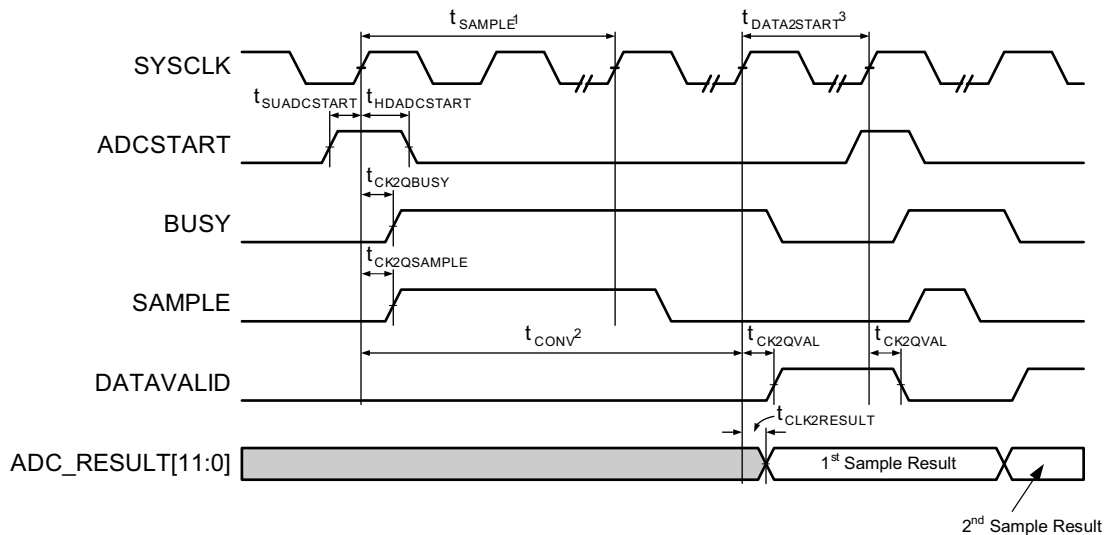 tSAMPLE1
tDATA2START3
SYSCLK
tSUADCSTART tHDADCSTART
ADCSTART
tCK2QBUSY
BUSY
tCK2QSAMPLE
SAMPLE
tCONV2
tCK2QVAL
tCK2QVAL
DATAVALID
tCLK2RESULT
ADC_RESULT[11:0]
1st Sample Result
2nd Sample Result